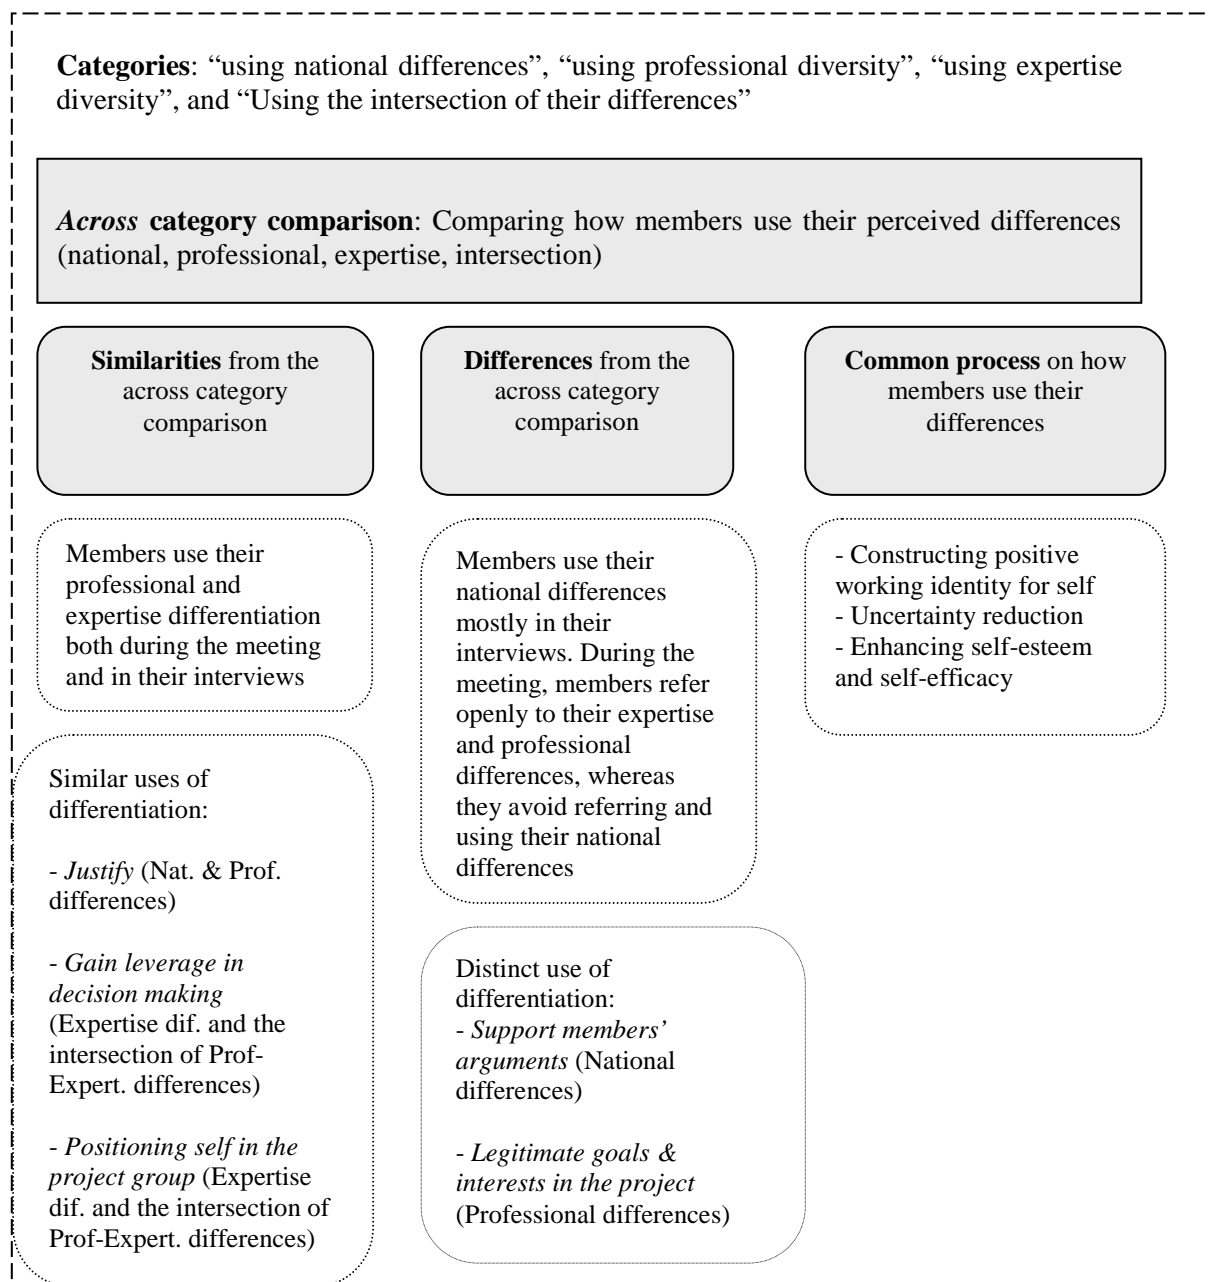 Categories: “using national differences”, “using professional diversity”, “using expertise
diversity”, and “Using the intersection of their differences”
Across category comparison: Comparing how members use their perceived differences
(national, professional, expertise, intersection)
Similarities from the
across category
comparison
Members use their
professional and
expertise differentiation
both during the meeting
and in their interviews
Similar uses of
differentiation:
- Justify (Nat. & Prof.
differences)
- Gain leverage in
decision making
(Expertise dif. and the
intersection of Prof-
Expert. differences)
- Positioning self in the
project group (Expertise
dif. and the intersection of
Prof-Expert. differences)
Differences from the
across category
comparison
Members use their
national differences
mostly in their
interviews. During the
meeting, members refer
openly to their expertise
and professional
differences, whereas
they avoid referring and
using their national
differences
Distinct use of
differentiation:
- Support members’
arguments (National
differences)
- Legitimate goals &
interests in the project
(Professional differences)
Common process on how
members use their
differences
- Constructing positive
working identity for self
- Uncertainty reduction
- Enhancing self-esteem
and self-efficacy